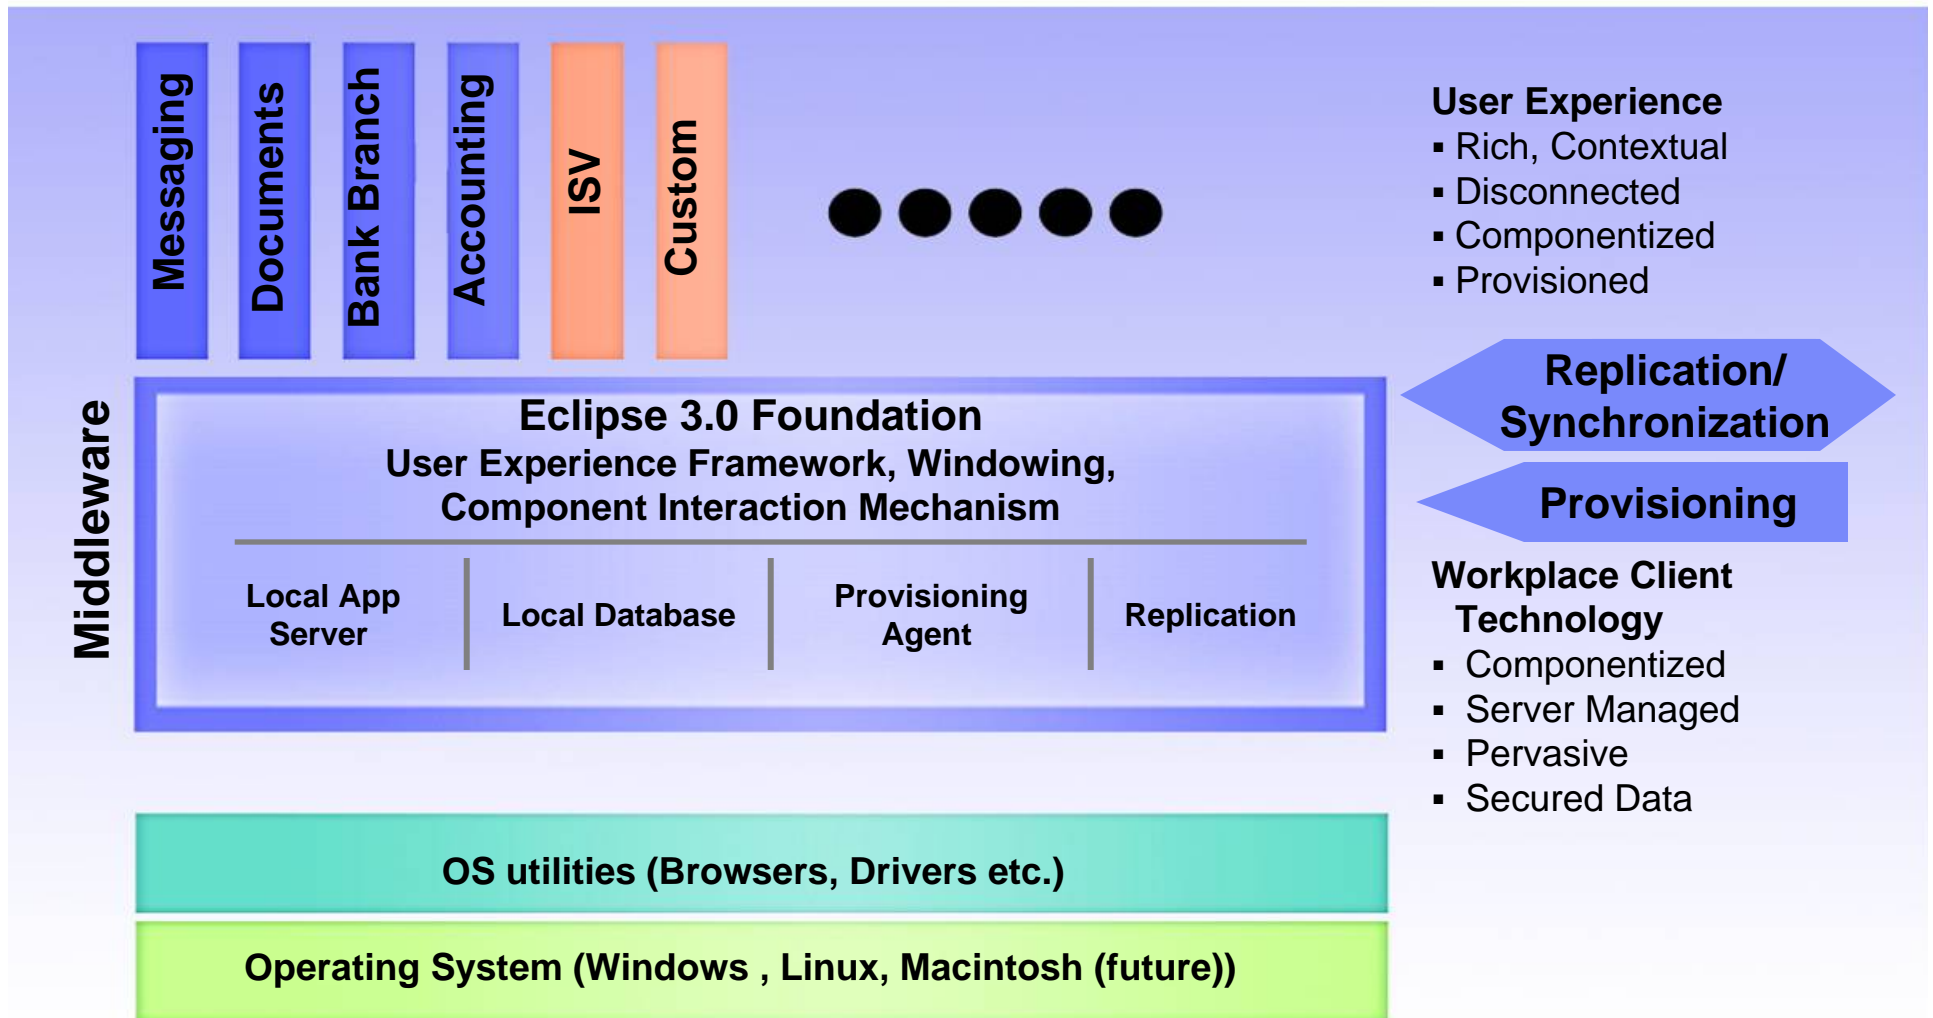 Messaging
Documents
Bank Branch
Accounting
ISV
Custom
User Experience
▪ Rich, Contextual
▪ Disconnected
▪ Componentized
▪ Provisioned
Middleware
Eclipse 3.0 Foundation
User Experience Framework, Windowing,
Component Interaction Mechanism
Local App
Server
Local Database
Provisioning
Agent
Replication
Replication/
Synchronization
Provisioning
Workplace Client
Technology
▪ Componentized
▪ Server Managed
▪ Pervasive
▪ Secured Data
OS utilities (Browsers, Drivers etc.)
Operating System (Windows , Linux, Macintosh (future))